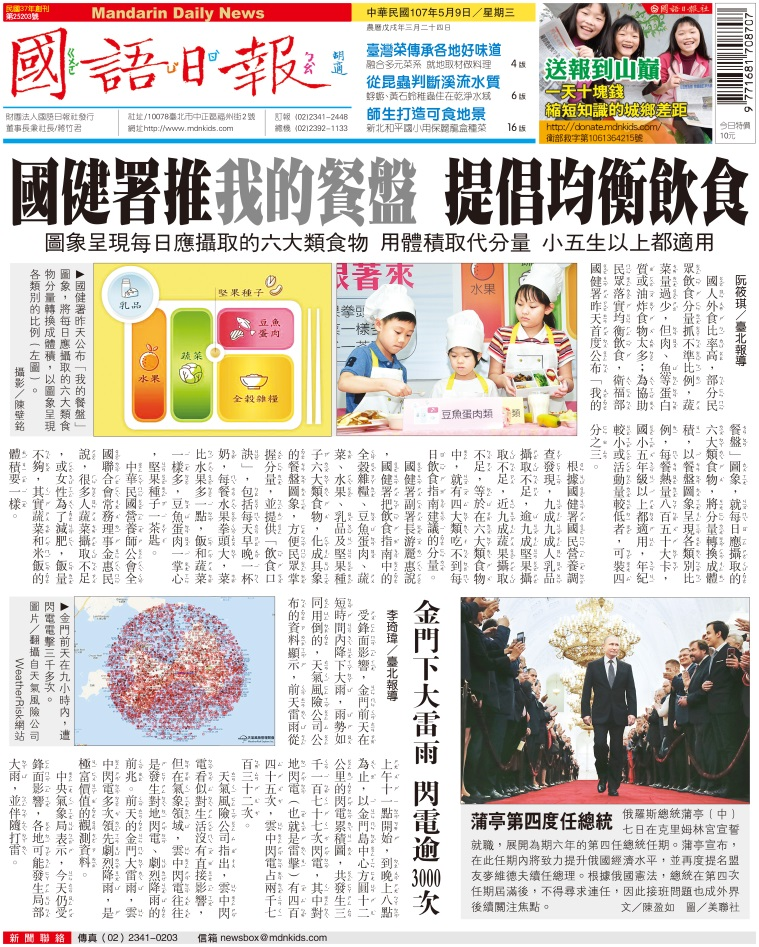 民國37年創刊
第25203號
Mandarin Daily News
國語日報
胡適
財團法人國語日報社發行
董事長兼社長/蔣竹君
社址/10078臺北市中正區福州街2號
網址http://www.mdnkids.com
訂報 (02)2341-2448
總機 (02)2392-1133
中華民國107年5月9日／星期三
農曆戊戌年三月二十四日
臺灣菜傳承各地好味道
融合多元菜系 就地取材做料理 4版
從昆蟲判斷溪流水質
蜉蝣、黃石蛉稚蟲住在乾淨水域 6版
師生打造可食地景
新北和平國小用保麗龍盒種菜 16版
國語日報社
送報到山巔
一天十塊錢
縮短知識的城鄉差距
http://donate.mdnkids.com/
衛部救字第1061364215號
9 771681 708707
今日特價
10元
國健署推我的餐盤 提倡均衡飲食
圖象呈現每日應攝取的六大類食物 用體積取代分量 小五生以上都適用
阮筱琪／臺北報導
國人外食比率高，部分民
眾飲食分量抓不準比例，蔬
菜量過少，但肉、魚等蛋白
質或油炸食物太多；為協助
民眾落實均衡飲食，衛福部
國健署昨天首度公布「我的
餐盤」圖象，就每日應攝取的
六大類食物，將分量轉換成體
積，以餐盤圖象呈現各類別比
例，每餐熱量八百五十大卡，
國小五年級以上都適用，年紀
較小或活動量較低者，可裝四
分之三。
根據國健署國民營養調
查發現，九成九成人乳品
攝取不足，逾九成堅果攝
取不足，近九成蔬果攝取
不足，等於在六大類食物
中，就有四大類吃不到每
日飲食指南建議的分量。
國健署副署長游麗惠說
，國健署把飲食指南中的
全穀雜糧、豆魚蛋肉、蔬
菜、水果、乳品及堅果種
子六大類食物，化成具象
的餐盤圖象，方便民眾掌
握分量，並提供「飲食口
訣」，包括每天早晚一杯
奶，每餐水果拳頭大，菜
比水果多一點，飯和蔬菜
一樣多，豆魚蛋肉一掌心
，堅果種子一茶匙。
中華民國營養師公會全
國聯合會常務理事金惠民
說，很多人蔬菜攝取不足
，或女性為了減肥，飯量
不夠，其實蔬菜和米飯的
體積要一樣。
跟著來
水果
豆魚蛋肉類
類
乳品
堅果種子
水果
蔬菜
豆魚
蛋肉
全穀雜糧
▶國健署昨天公布「我的餐盤」
圖象，將每日應攝取的六大類食
物分量轉換成體積，以圖象呈現
各類別的比例（左圖）。
攝影／陳壁銘
金門下大雷雨 閃電逾3000次
李琦瑋／臺北報導
受鋒面影響，金門前天在
短時間內降下大雨，雨勢如
同用倒的，天氣風險公司公
布的資料顯示，前天雷雨從
上午十一點開始，到晚上八點
為止，以金門島中心方圓十二
公里的閃電累積圖，共發生三
千一百七十七次閃電，其中對
地閃電（也就是雷擊）有四百
四十五次，雲中閃電占兩千七
百三十二次。
天氣風險公司指出，雲中閃
電看似對生活沒有直接影響，
但在氣象領域，雲中閃電往往
是發生對地閃電、劇烈降雨的
前兆。前天的金門大雷雨，雲
中閃電多次領先劇烈降雨，是
極富價值的觀測資料。
中央氣象局表示，今天仍受
鋒面影響，各地可能發生局部
大雨，並伴隨打雷。
▶金門前天在九小時內，遭
閃電電擊三千多次。
圖片／翻攝自天氣風險公司
WeatherRisk網站
蒲亭第四度任總統
俄羅斯總統蒲亭（中）
七日在克里姆林宮宣誓
就職，展開為期六年的第四任總統任期。蒲亭宣布，
在此任期內將致力提升俄國經濟水平，並再度提名盟
友麥維德夫續任總理。根據俄國憲法，總統在第四次
任期屆滿後，不得尋求連任，因此接班問題也成外界
後續關注焦點。 文／陳盈如 圖／美聯社
新聞聯絡 傳真（02）2341-0203 信箱 newsbox@mdnkids.com